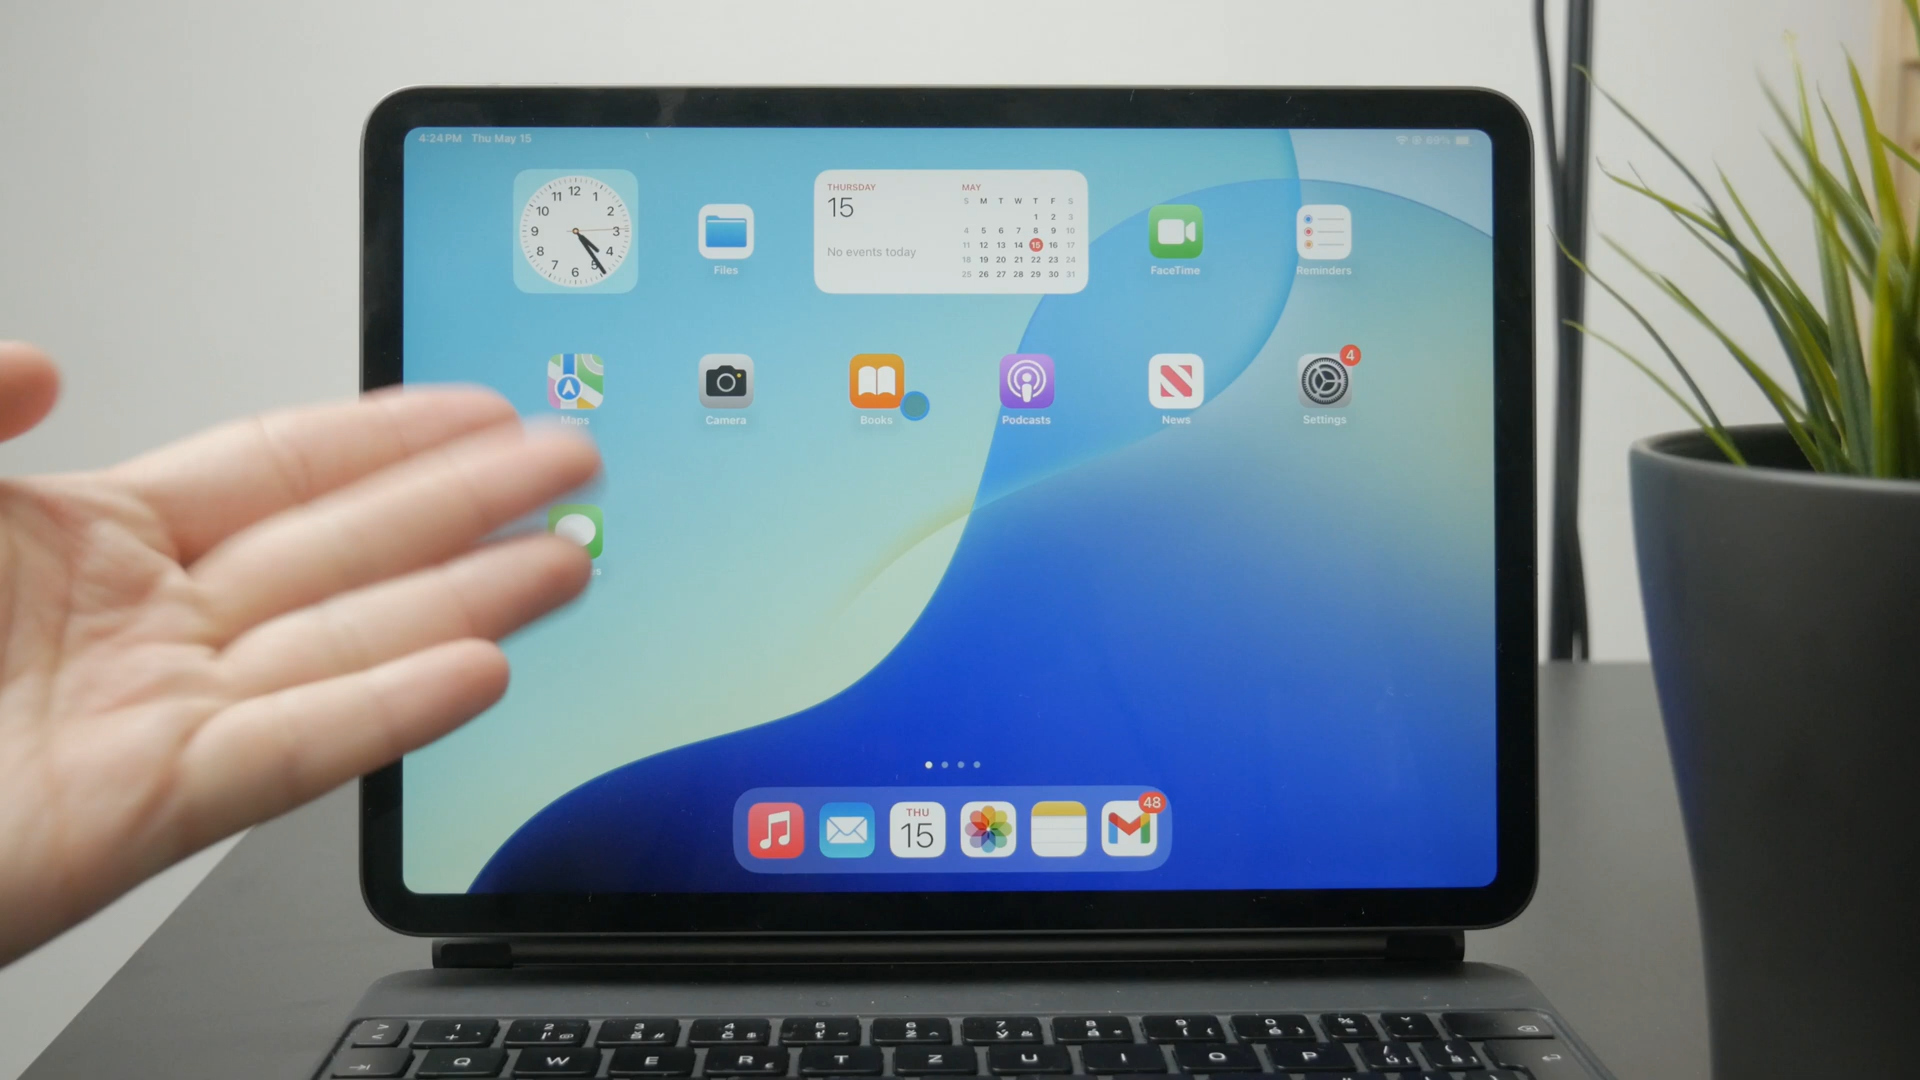 4:24 PM Thu May 15
69%
12
11 1
10 2
9 3
8 4
7 5
6
THURSDAY
15
No events today
MAY
S M T W T F S
1 2 3
4 5 6 7 8 9 10
11 12 13 14 15 16 17
18 19 20 21 22 23 24
25 26 27 28 29 30 31
Files
FaceTime
Reminders
Maps
Camera
Books
Podcasts
News
4
Settings
THU
15
48
Q W E R T Z U I O P